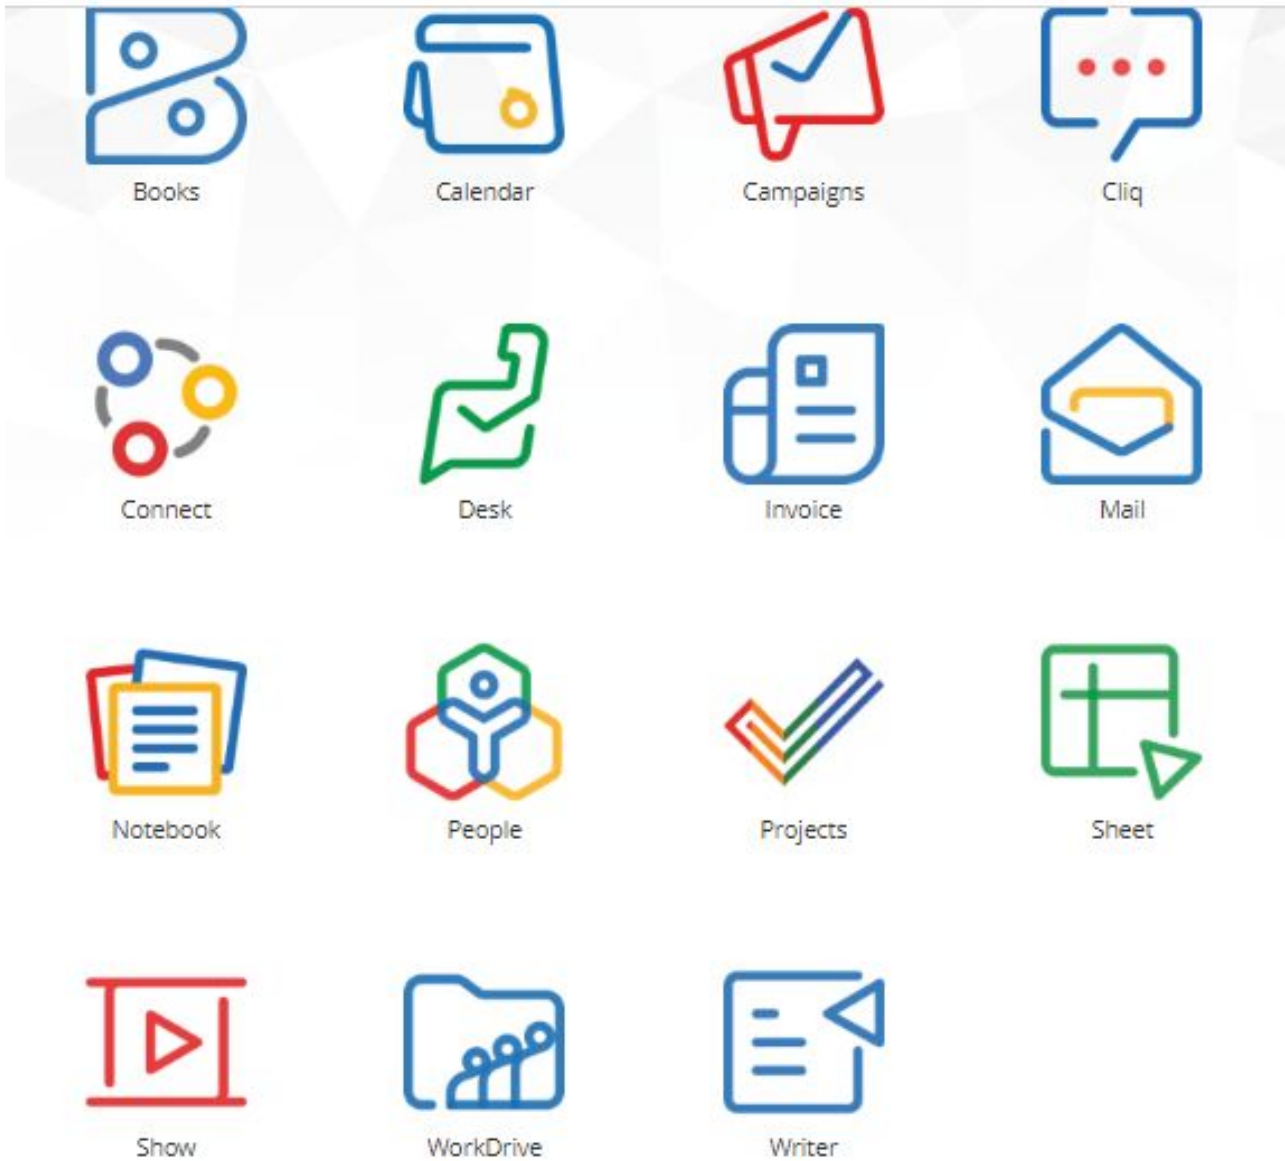 Books
Calendar
Campaigns
Cliq
Connect
Desk
Invoice
Mail
Notebook
People
Projects
Sheet
Show
WorkDrive
Writer